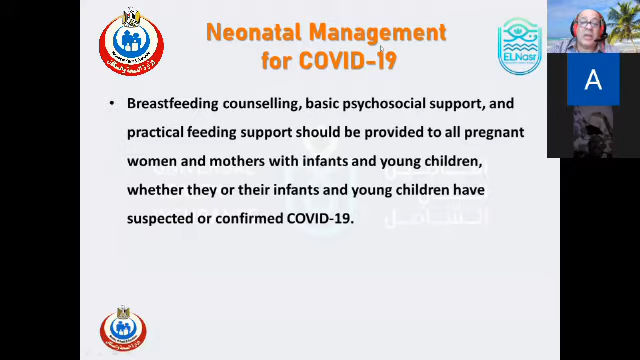 Neonatal Management
for COVID-19
ELNasr
• Breastfeeding counselling, basic psychosocial support, and
practical feeding support should be provided to all pregnant
women and mothers with infants and young children,
whether they or their infants and young children have
suspected or confirmed COVID-19.
A